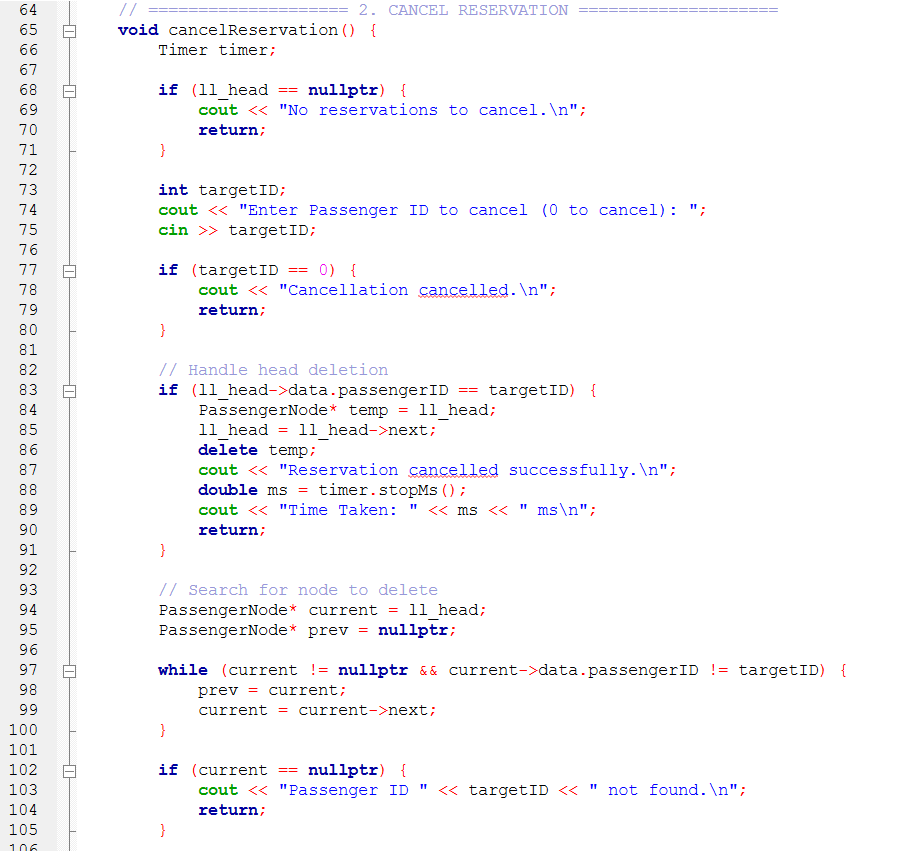 64 // ==================== 2. CANCEL RESERVATION ====================
65 void cancelReservation() {
66     Timer timer;
67
68     if (ll_head == nullptr) {
69         cout << "No reservations to cancel.\n";
70         return;
71     }
72
73     int targetID;
74     cout << "Enter Passenger ID to cancel (0 to cancel): ";
75     cin >> targetID;
76
77     if (targetID == 0) {
78         cout << "Cancellation cancelled.\n";
79         return;
80     }
81
82     // Handle head deletion
83     if (ll_head->data.passengerID == targetID) {
84         PassengerNode* temp = ll_head;
85         ll_head = ll_head->next;
86         delete temp;
87         cout << "Reservation cancelled successfully.\n";
88         double ms = timer.stopMs();
89         cout << "Time Taken: " << ms << " ms\n";
90         return;
91     }
92
93     // Search for node to delete
94     PassengerNode* current = ll_head;
95     PassengerNode* prev = nullptr;
96
97     while (current != nullptr && current->data.passengerID != targetID) {
98         prev = current;
99         current = current->next;
100     }
101
102     if (current == nullptr) {
103         cout << "Passenger ID " << targetID << " not found.\n";
104         return;
105     }
106